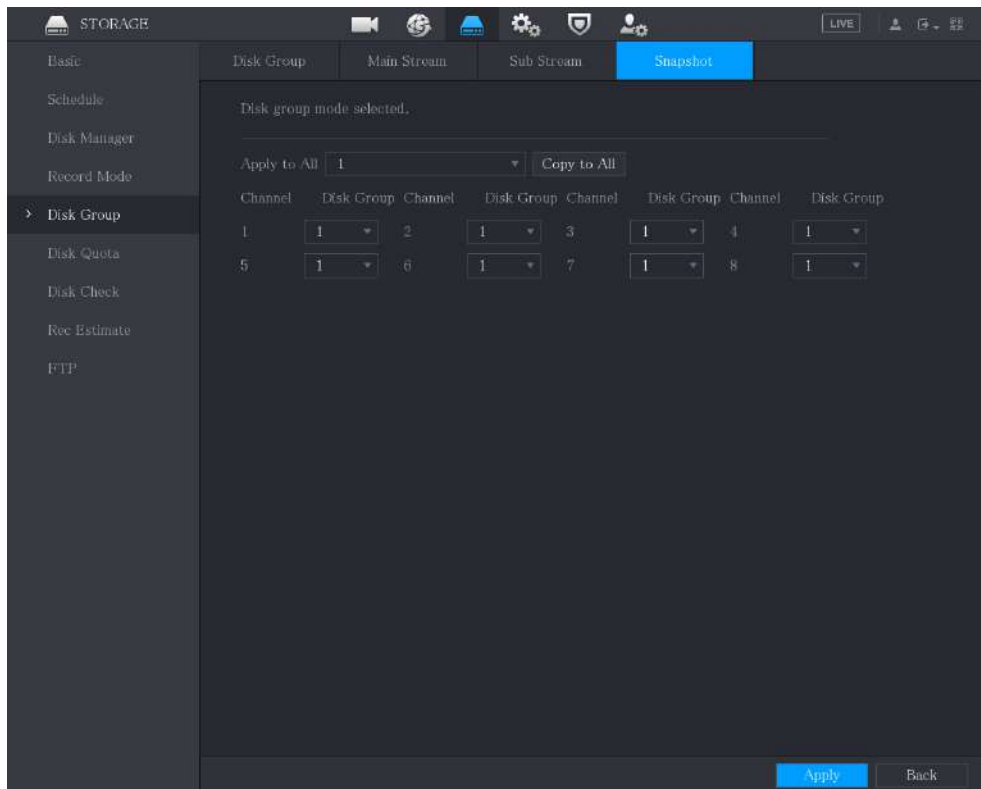 STORAGE LIVE
Basic
Schedule
Disk Manager
Record Mode
Disk Group
Disk Quota
Disk Check
Rec Estimate
FTP
Disk Group Main Stream Sub Stream Snapshot
Disk group mode selected.
Apply to All 1 Copy to All
Channel Disk Group Channel Disk Group Channel Disk Group Channel Disk Group
1 1 2 1 3 1 4 1
5 1 6 1 7 1 8 1
Apply Back